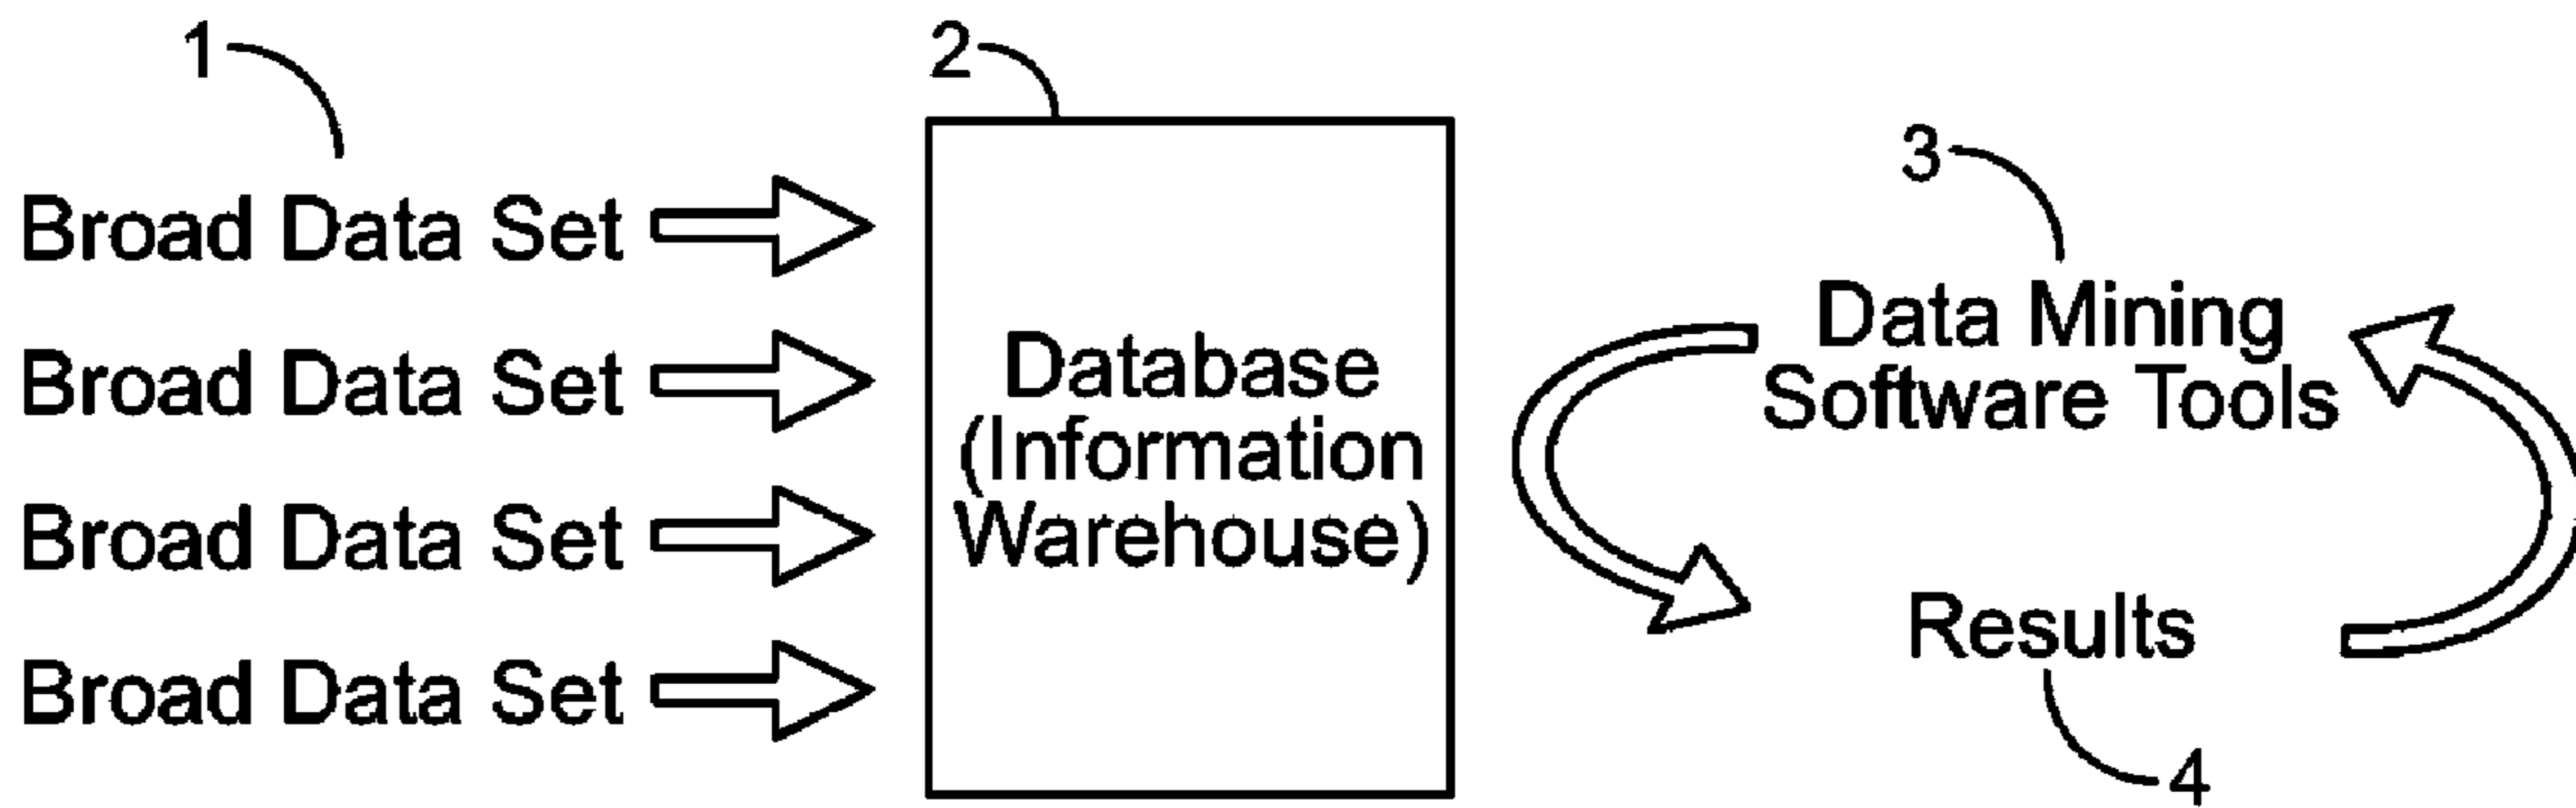 1
2
3
Broad Data Set
Broad Data Set
Broad Data Set
Broad Data Set
Database
(Information
Warehouse)
Data Mining
Software Tools
Results
4